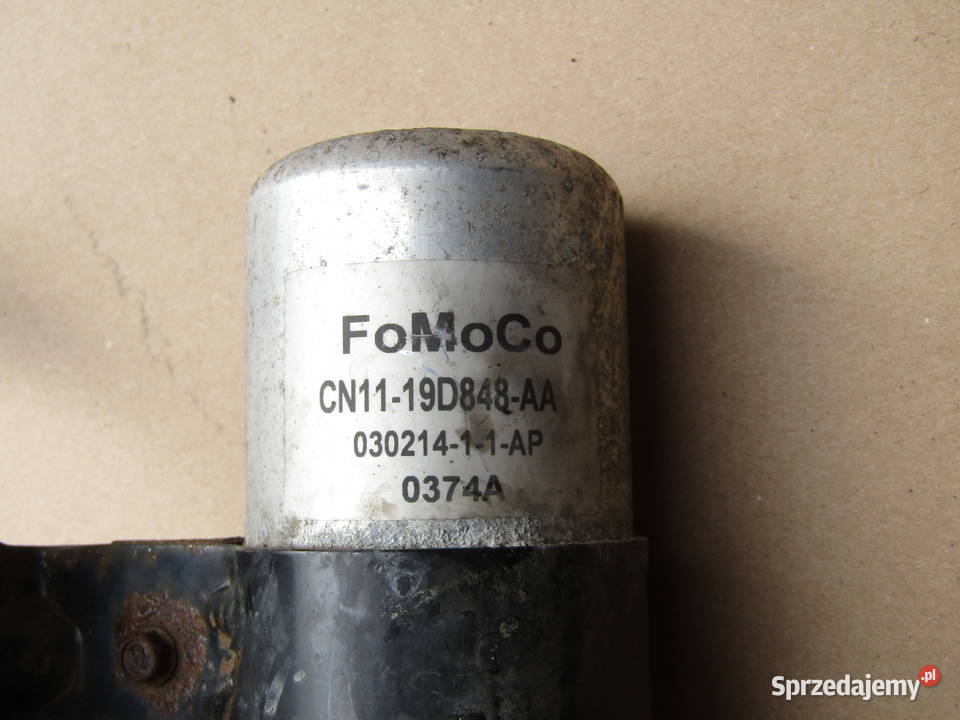 FoMoCo
CN11-19D848-AA
030214-1-1-AP
0374A
Sprzedajemy.pl